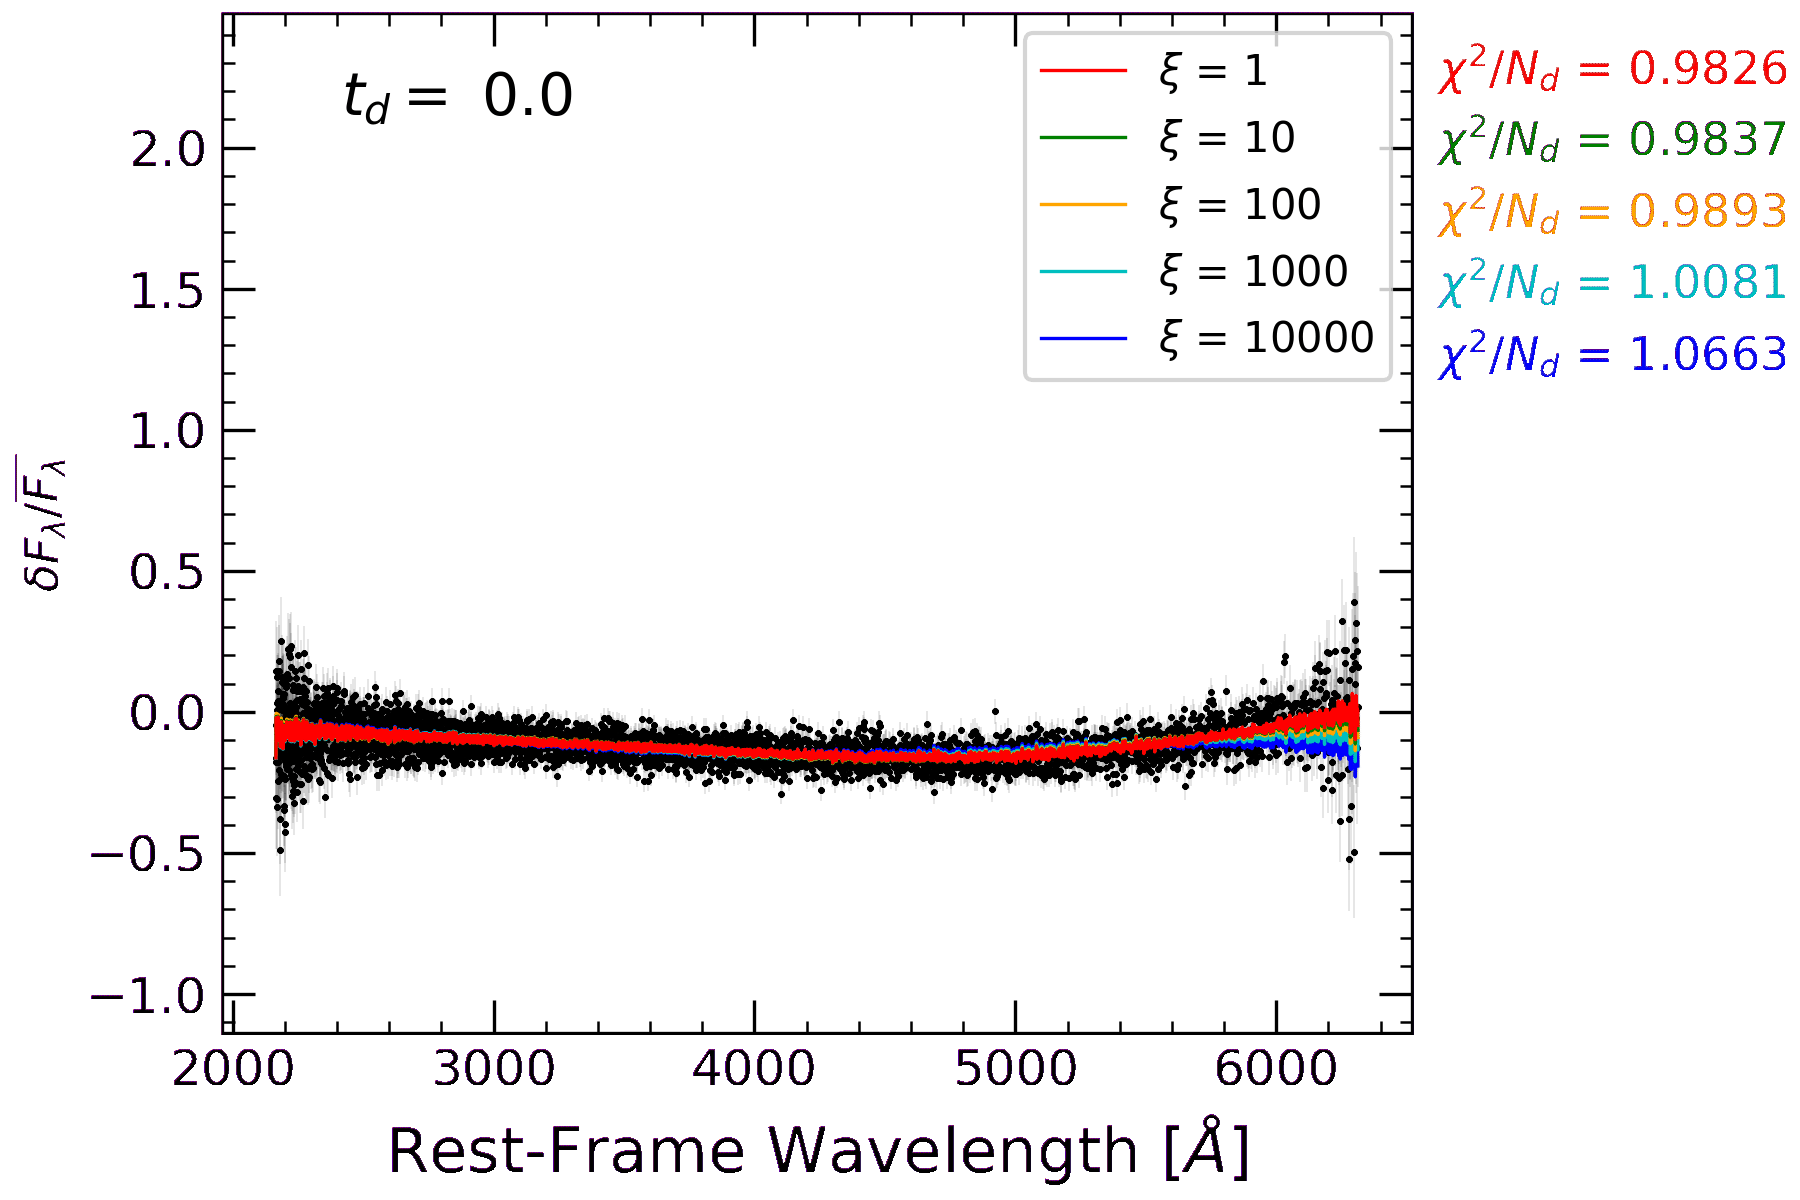 t_d = 0.0
ξ = 1
ξ = 10
ξ = 100
ξ = 1000
ξ = 10000
χ²/N_d = 0.9826
χ²/N_d = 0.9837
χ²/N_d = 0.9893
χ²/N_d = 1.0081
χ²/N_d = 1.0663
2.0
1.5
1.0
0.5
0.0
−0.5
−1.0
δF_λ/F̅_λ
2000 3000 4000 5000 6000
Rest-Frame Wavelength [Å]